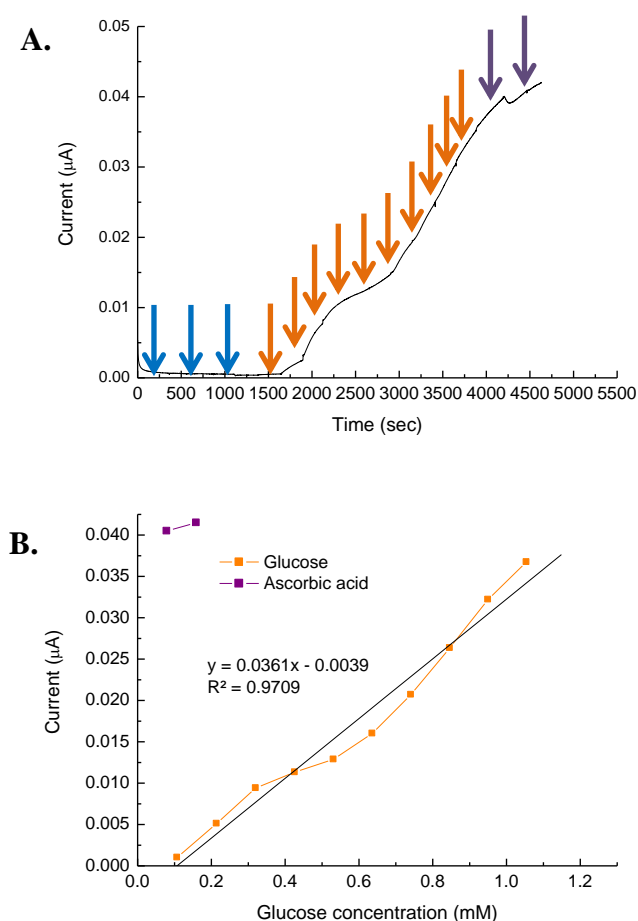 A.
0.05
0.04
0.03
0.02
0.01
0.00
Current (μA)
0 500 1000 1500 2000 2500 3000 3500 4000 4500 5000 5500
Time (sec)
B.
0.040
0.035
0.030
0.025
0.020
0.015
0.010
0.005
0.000
Current (μA)
Glucose
Ascorbic acid
y = 0.0361x - 0.0039
R² = 0.9709
0.0 0.2 0.4 0.6 0.8 1.0 1.2
Glucose concentration (mM)